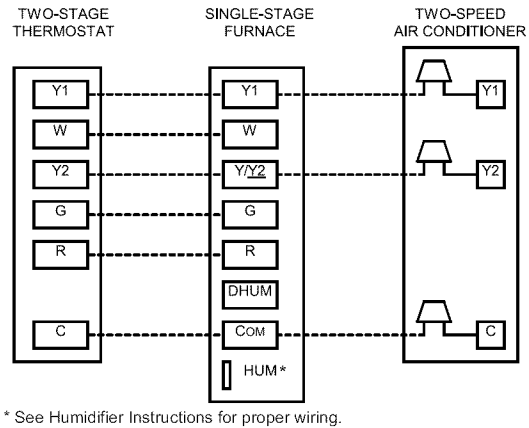 TWO-STAGE
THERMOSTAT
SINGLE-STAGE
FURNACE
TWO-SPEED
AIR CONDITIONER
Y1
Y1
Y1
W
W
Y2
Y/Y2
Y2
G
G
R
R
DHUM
C
COM
C
HUM*
* See Humidifier Instructions for proper wiring.